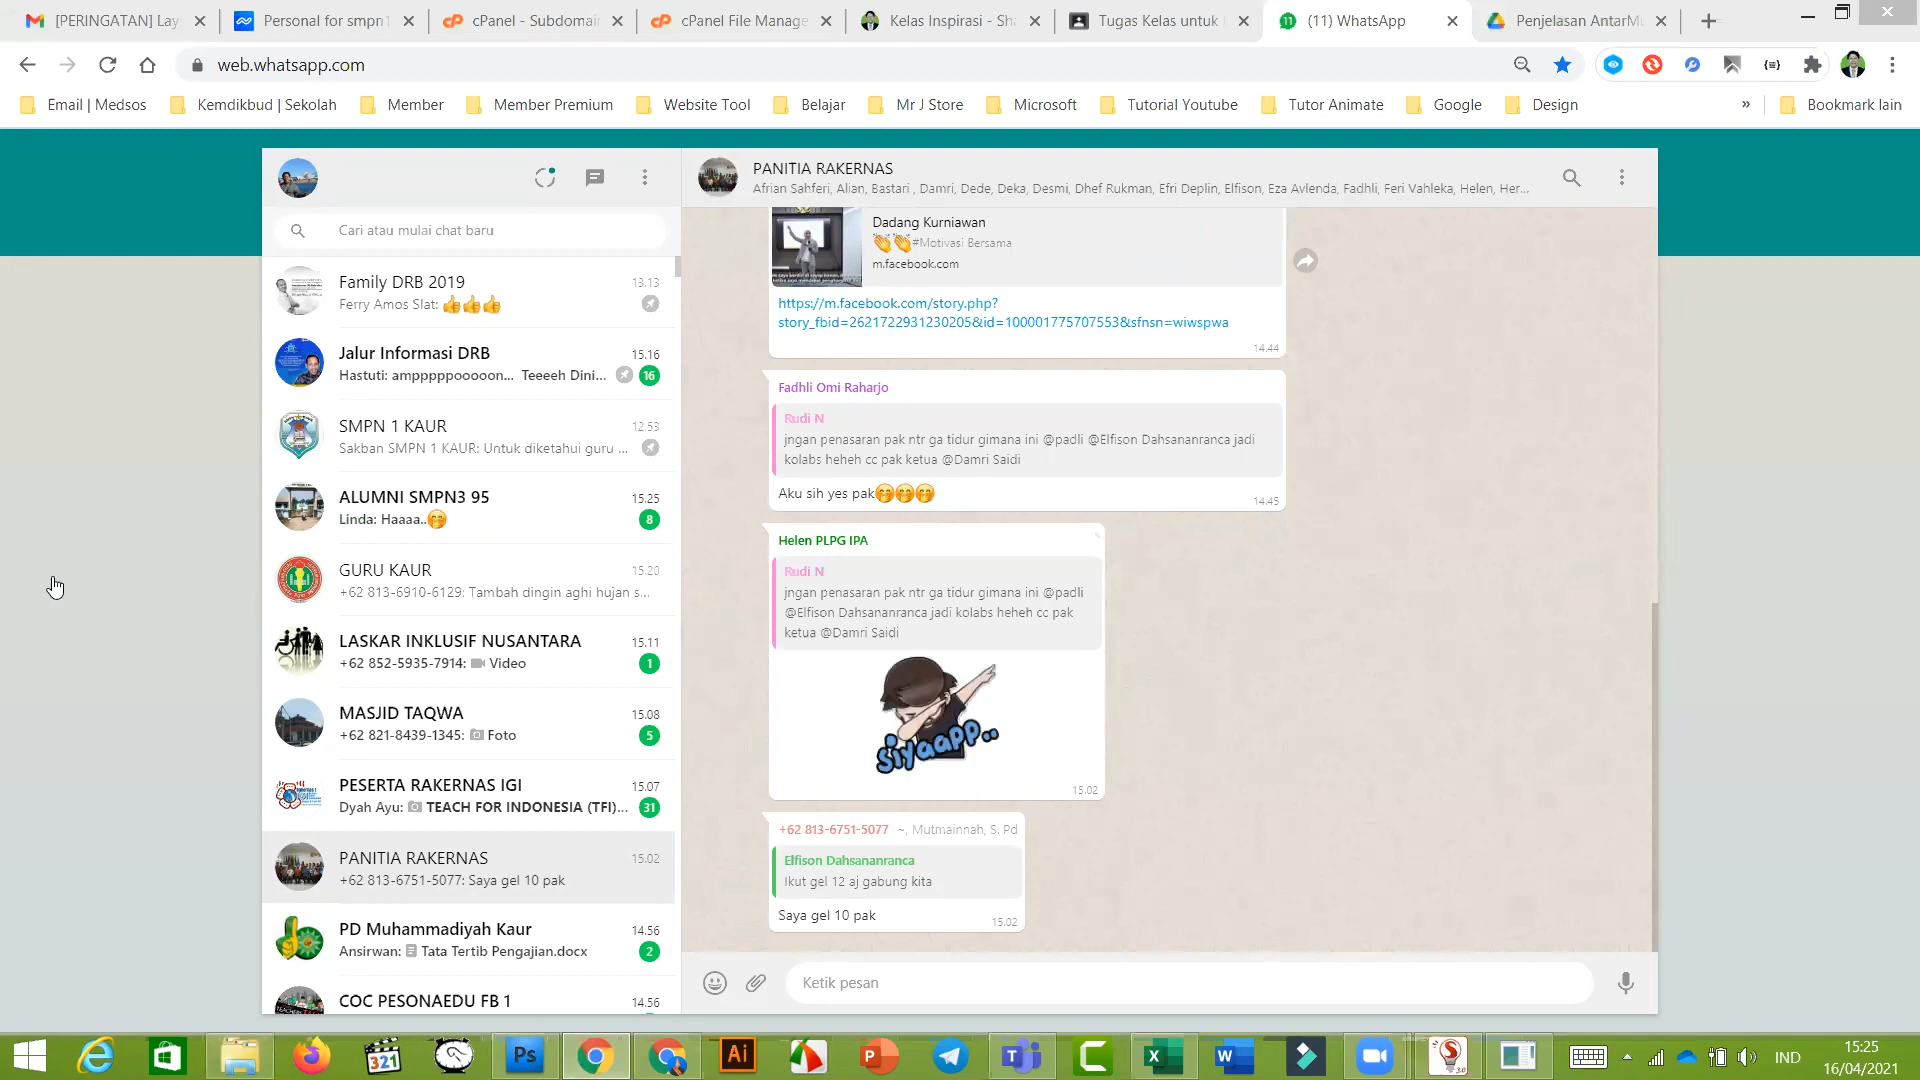 [PERINGATAN] Lay
Personal for smpn1
cPanel - Subdomain
cPanel File Manage
Kelas Inspirasi - Sha
Tugas Kelas untuk
(11) WhatsApp
Penjelasan AntarMu
web.whatsapp.com
Email | Medsos
Kemdikbud | Sekolah
Member
Member Premium
Website Tool
Belajar
Mr J Store
Microsoft
Tutorial Youtube
Tutor Animate
Google
Design
»
Bookmark lain
Cari atau mulai chat baru
Family DRB 2019
13.13
Ferry Amos Slat: 👍👍👍
Jalur Informasi DRB
15.16
Hastuti: ampppppooooon... Teeeeh Dini...
16
SMPN 1 KAUR
12.53
Sakban SMPN 1 KAUR: Untuk diketahui guru ...
ALUMNI SMPN3 95
15.25
Linda: Haaaa..🤭
8
GURU KAUR
15.20
+62 813-6910-6129: Tambah dingin aghi hujan s...
LASKAR INKLUSIF NUSANTARA
15.11
+62 852-5935-7914: Video
1
MASJID TAQWA
15.08
+62 821-8439-1345: Foto
5
PESERTA RAKERNAS IGI
15.07
Dyah Ayu: TEACH FOR INDONESIA (TFI)...
31
PANITIA RAKERNAS
15.02
+62 813-6751-5077: Saya gel 10 pak
PD Muhammadiyah Kaur
14.56
Ansirwan: Tata Tertib Pengajian.docx
2
COC PESONAEDU FB 1
14.56
PANITIA RAKERNAS
Afrian Sahferi, Alian, Bastari , Damri, Dede, Deka, Desmi, Dhef Rukman, Efri Deplin, Elfison, Eza Avlenda, Fadhli, Feri Vahleka, Helen, Her...
Dadang Kurniawan
👏👏#Motivasi Bersama
m.facebook.com
https://m.facebook.com/story.php?
story_fbid=2621722931230205&id=100001775707553&sfnsn=wiwspwa
14.44
Fadhli Omi Raharjo
Rudi N
jngan penasaran pak ntr ga tidur gimana ini @padli @Elfison Dahsananranca jadi
kolabs heheh cc pak ketua @Damri Saidi
Aku sih yes pak🤭🤭🤭
14.45
Helen PLPG IPA
Rudi N
jngan penasaran pak ntr ga tidur gimana ini @padli
@Elfison Dahsananranca jadi kolabs heheh cc pak
ketua @Damri Saidi
Siyaapp..
15.02
+62 813-6751-5077 ~, Mutmainnah, S. Pd
Elfison Dahsananranca
Ikut gel 12 aj gabung kita
Saya gel 10 pak
15.02
Ketik pesan
321
Ps
Ai
IND
15:25
16/04/2021